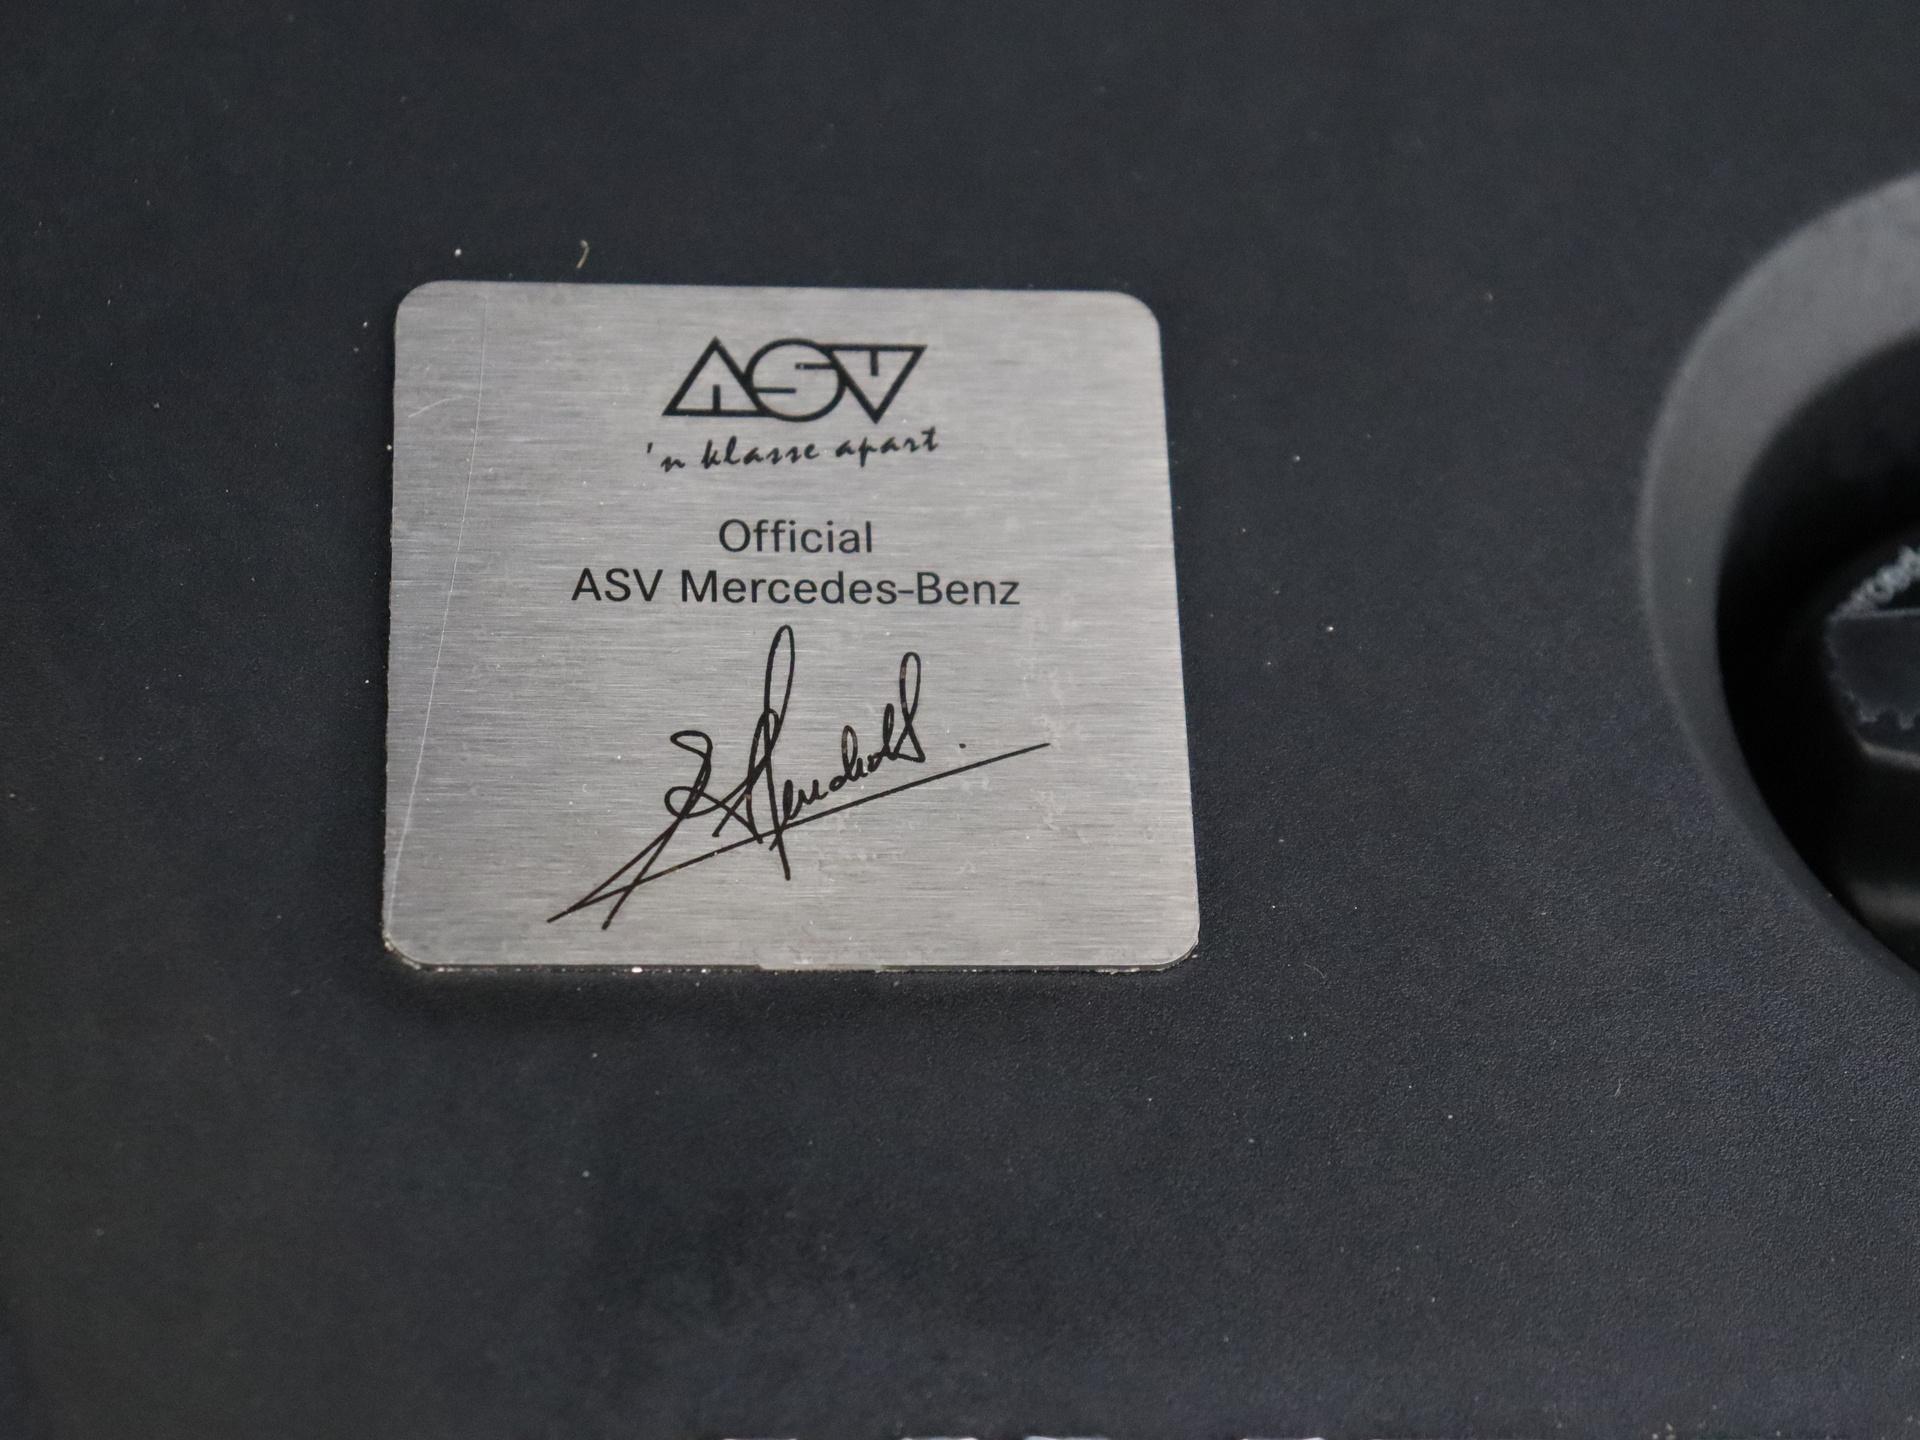 ASV
'n klasse apart
Official
ASV Mercedes-Benz